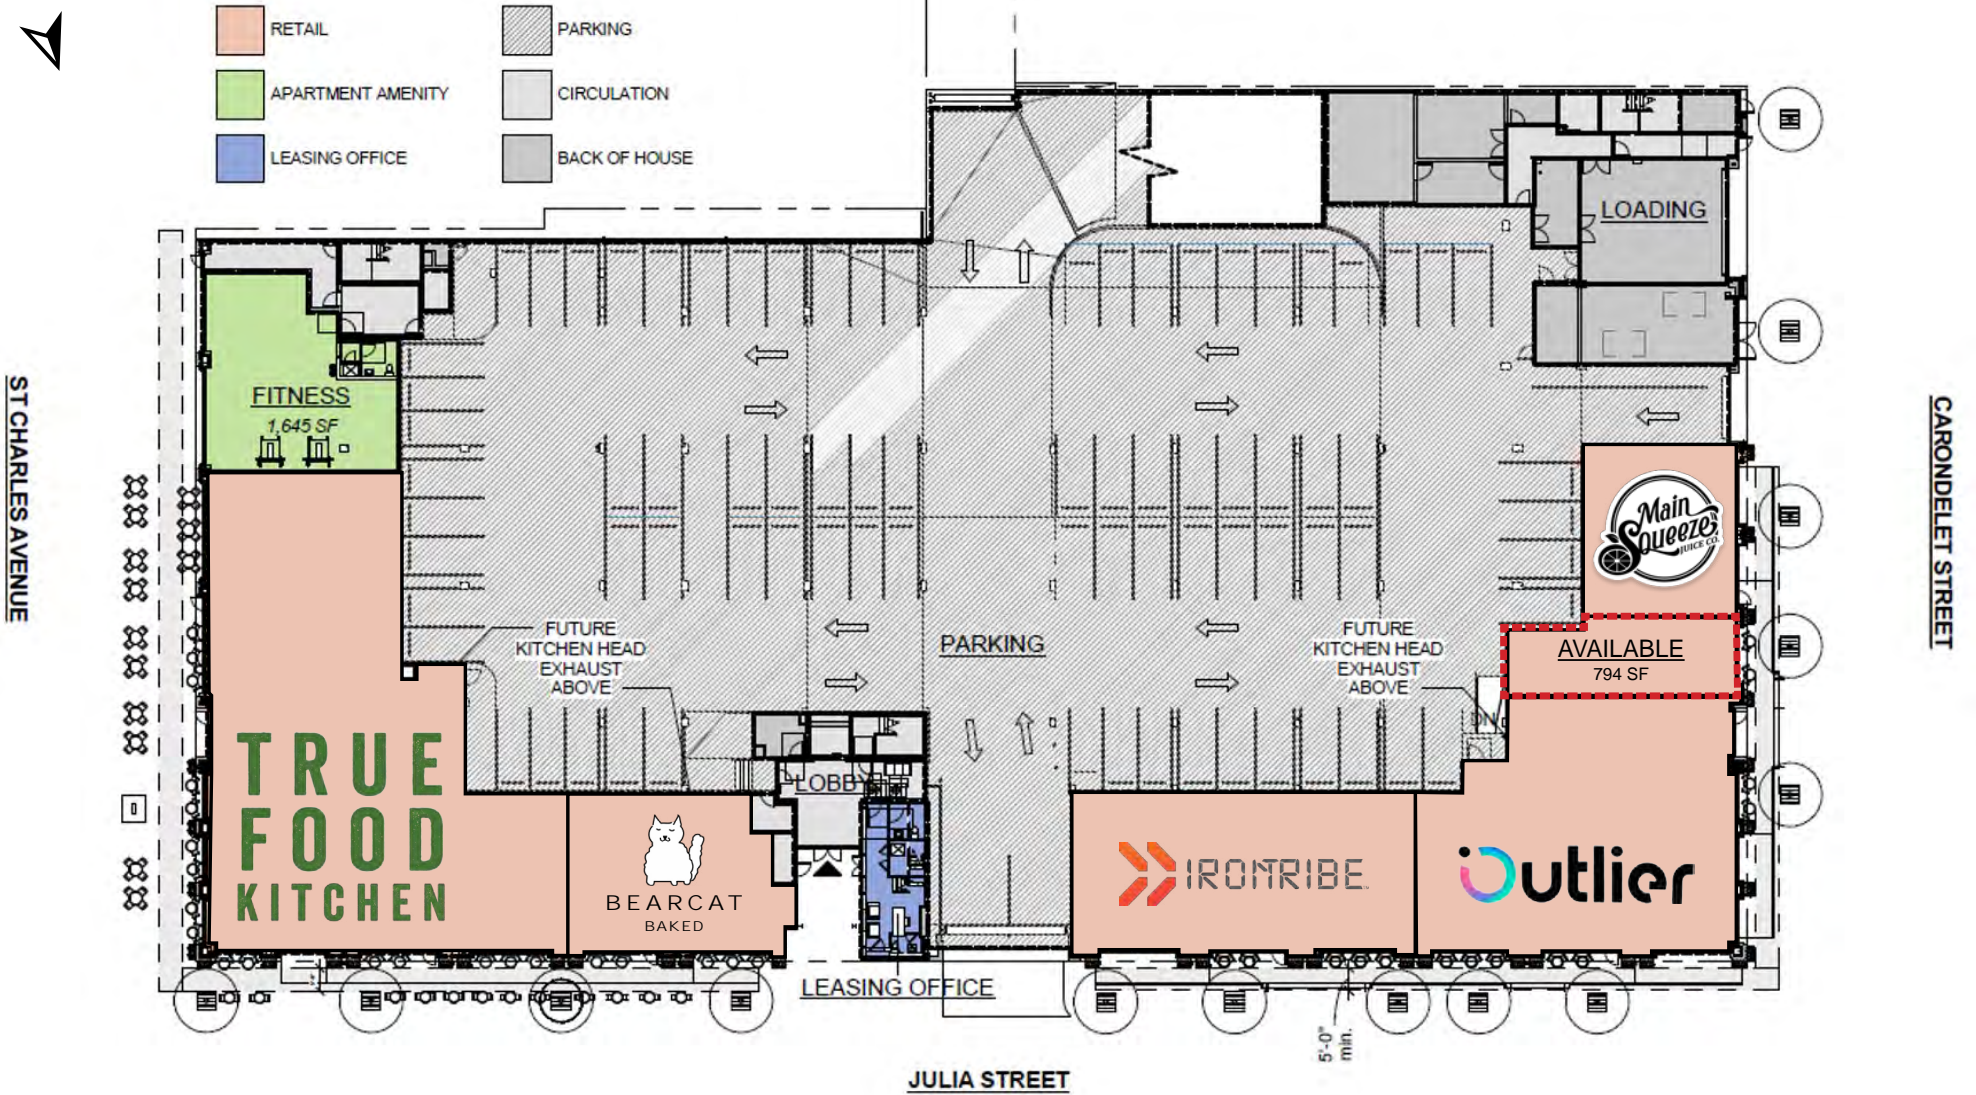 RETAIL
PARKING
APARTMENT AMENITY
CIRCULATION
LEASING OFFICE
BACK OF HOUSE
LOADING
FITNESS
1,645 SF
ST CHARLES AVENUE
CARONDELET STREET
Main
Squeeze
JUICE CO.
FUTURE
KITCHEN HEAD
EXHAUST
ABOVE
PARKING
FUTURE
KITCHEN HEAD
EXHAUST
ABOVE
AVAILABLE
794 SF
DN
TRUE
FOOD
KITCHEN
LOBBY
BEARCAT
BAKED
IRONTRIBE
Outlier
LEASING OFFICE
5'-0"
min.
JULIA STREET